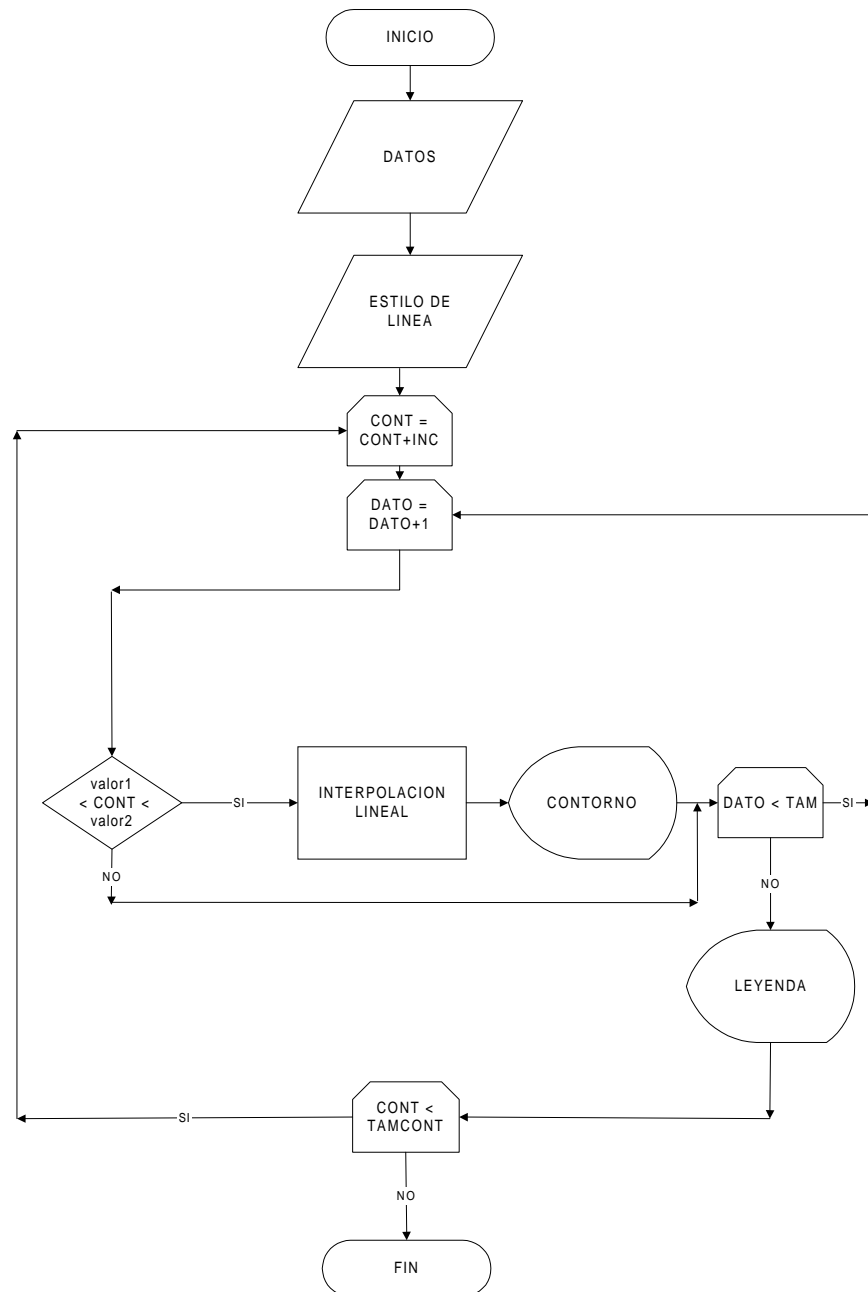 INICIO
DATOS
ESTILO DE
LINEA
CONT =
CONT+INC
DATO =
DATO+1
valor1
< CONT <
valor2
SI
INTERPOLACION
LINEAL
CONTORNO
DATO < TAM
SI
NO
NO
LEYENDA
CONT <
TAMCONT
SI
NO
FIN